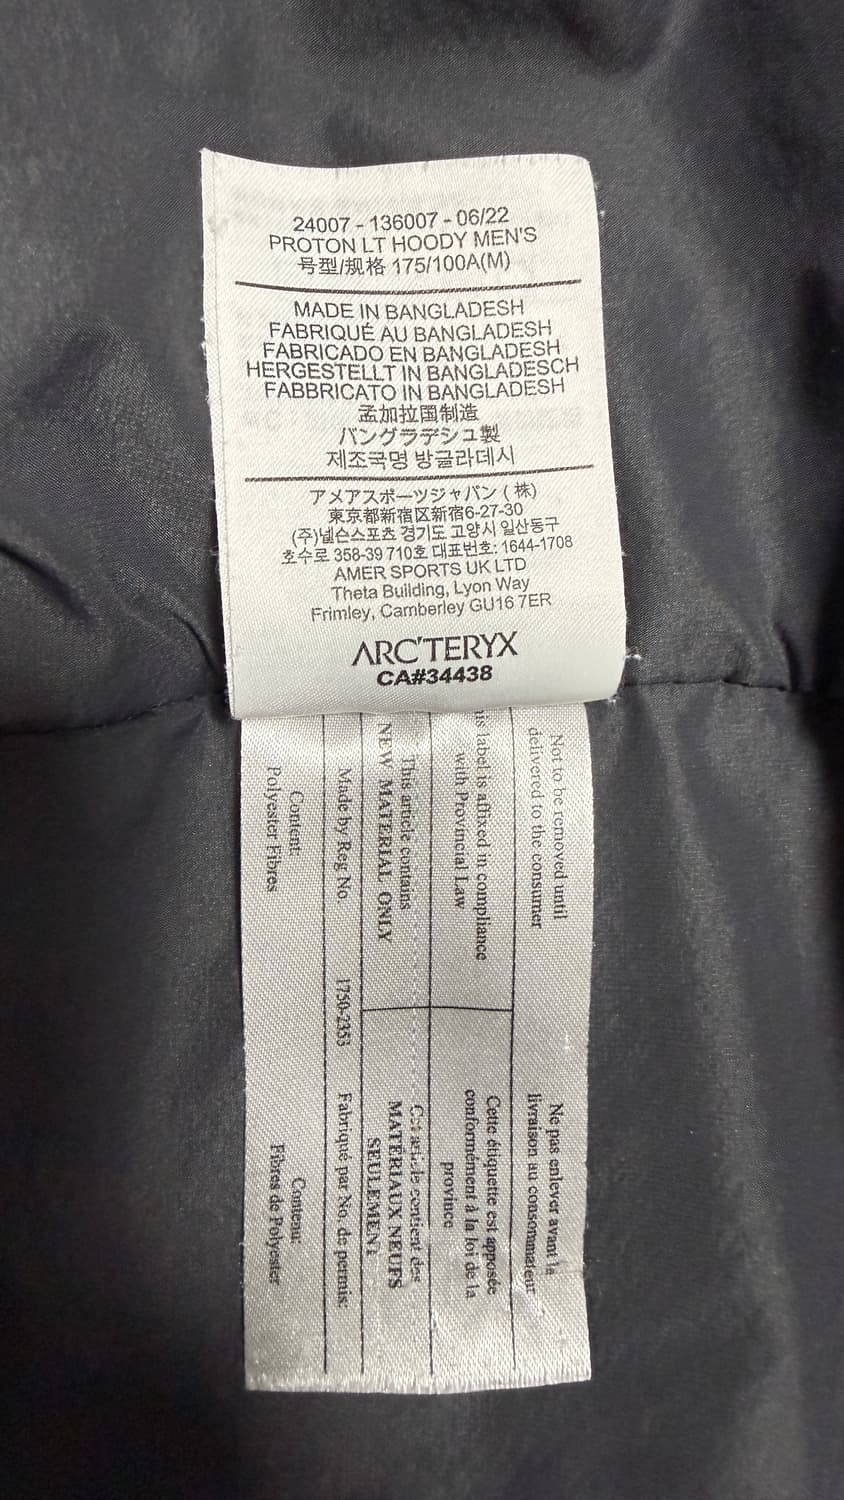 24007 - 136007 - 06/22
PROTON LT HOODY MEN'S
号型/规格 175/100A(M)
MADE IN BANGLADESH
FABRIQUÉ AU BANGLADESH
FABRICADO EN BANGLADESH
HERGESTELLT IN BANGLADESCH
FABBRICATO IN BANGLADESH
孟加拉国制造
バングラデシュ製
제조국명 방글라데시
アメアスポーツジャパン ( 株)
東京都新宿区新宿6-27-30
(주)넬슨스포츠 경기도 고양시 일산동구
호수로 358-39 710호 대표번호: 1644-1708
AMER SPORTS UK LTD
Theta Building, Lyon Way
Frimley, Camberley GU16 7ER
ARC'TERYX
CA#34438
Not to be removed until
delivered to the consumer
Ne pas enlever avant la
livraison au consommateur
his label is affixed in compliance
with Provincial Law
Cette étiquette est apposée
conformément à la loi de la
province
This article contains
NEW MATERIAL ONLY
Cet article contient des
MATÉRIAUX NEUFS
SEULEMENT
Made by Reg No. 1750-2353 Fabriqué par No. de permis:
Content:
Polyester Fibres
Contenu:
Fibres de Polyester